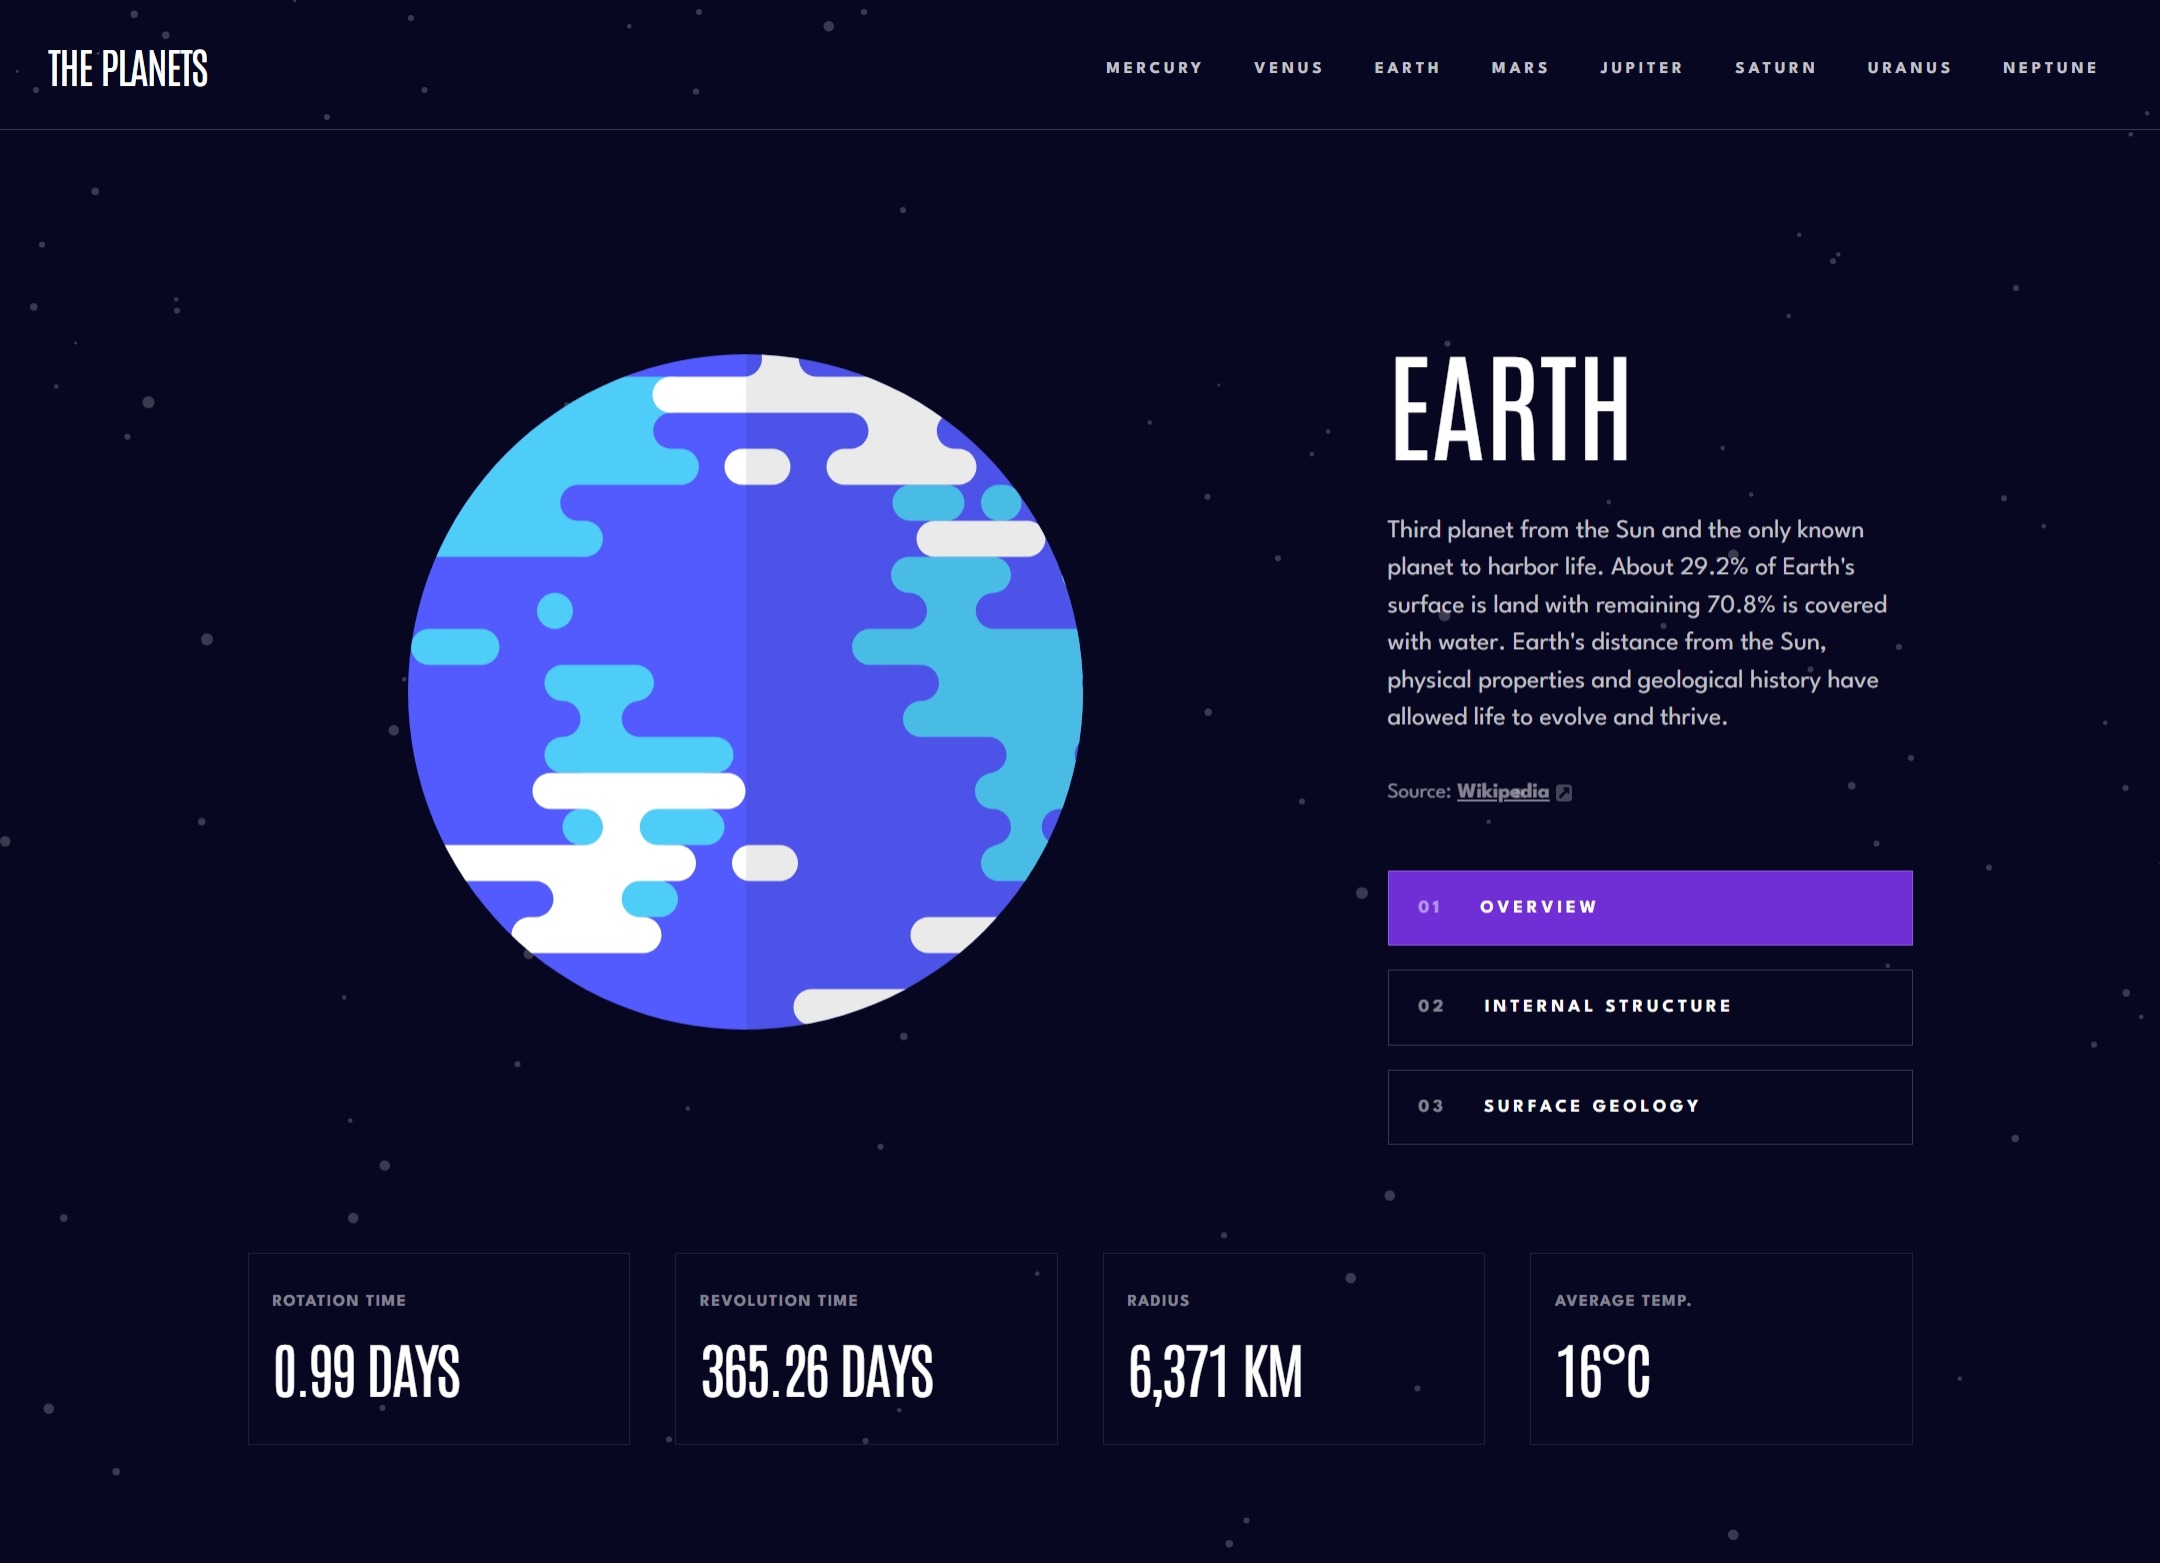 THE PLANETS
MERCURY VENUS EARTH MARS JUPITER SATURN URANUS NEPTUNE
EARTH
Third planet from the Sun and the only known
planet to harbor life. About 29.2% of Earth's
surface is land with remaining 70.8% is covered
with water. Earth's distance from the Sun,
physical properties and geological history have
allowed life to evolve and thrive.
Source: Wikipedia
01 OVERVIEW
02 INTERNAL STRUCTURE
03 SURFACE GEOLOGY
ROTATION TIME
0.99 DAYS
REVOLUTION TIME
365.26 DAYS
RADIUS
6,371 KM
AVERAGE TEMP.
16°C